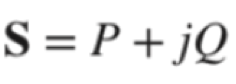 S = P + jQ